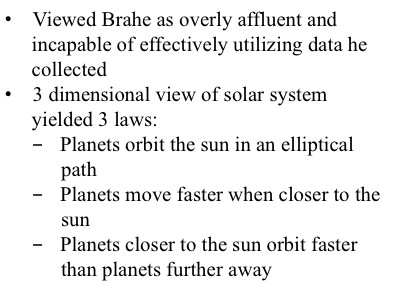 • Viewed Brahe as overly affluent and
incapable of effectively utilizing data he
collected
• 3 dimensional view of solar system
yielded 3 laws:
− Planets orbit the sun in an elliptical
path
− Planets move faster when closer to the
sun
− Planets closer to the sun orbit faster
than planets further away